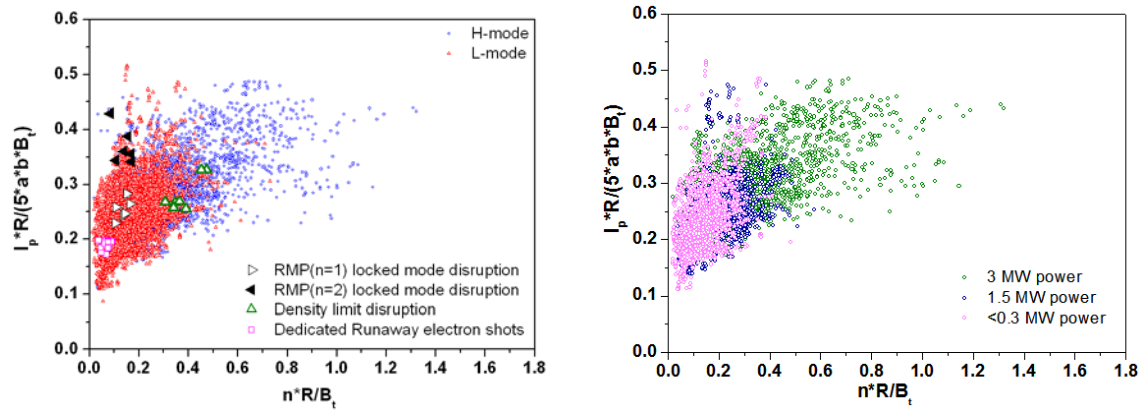 0.6
0.5
0.4
0.3
0.2
0.1
0.0
I_p*R/(5*a*b*B_t)
H-mode
L-mode
RMP(n=1) locked mode disruption
RMP(n=2) locked mode disruption
Density limit disruption
Dedicated Runaway electron shots
0.0 0.2 0.4 0.6 0.8 1.0 1.2 1.4 1.6 1.8
n*R/B_t
0.6
0.5
0.4
0.3
0.2
0.1
0.0
I_p*R/(5*a*b*B_t)
3 MW power
1.5 MW power
<0.3 MW power
0.0 0.2 0.4 0.6 0.8 1.0 1.2 1.4 1.6 1.8
n*R/B_t